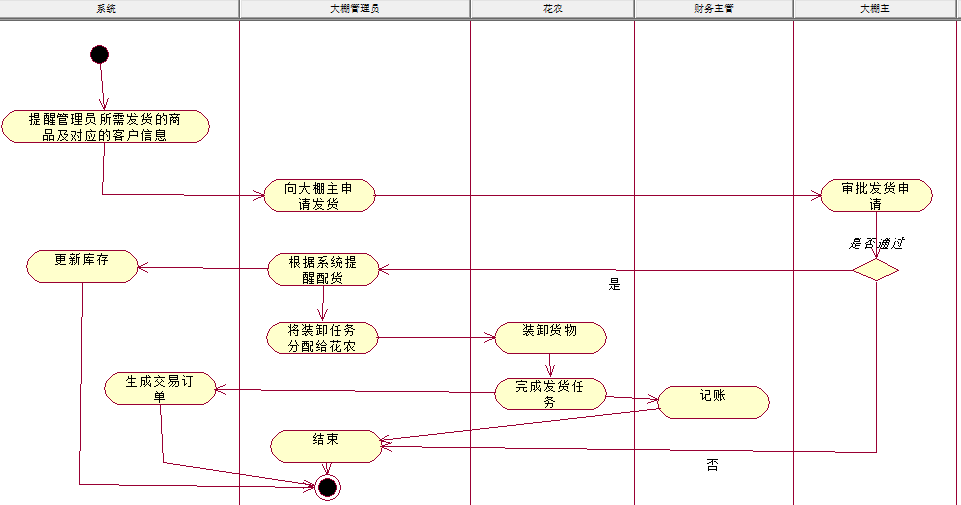 系统
大棚管理员
花农
财务主管
大棚主
提醒管理员所需发货的商
品及对应的客户信息
向大棚主申
请发货
审批发货申
请
是否通过
更新库存
根据系统提
醒配货
是
将装卸任务
分配给花农
装卸货物
生成交易订
单
完成发货任
务
记账
结束
否